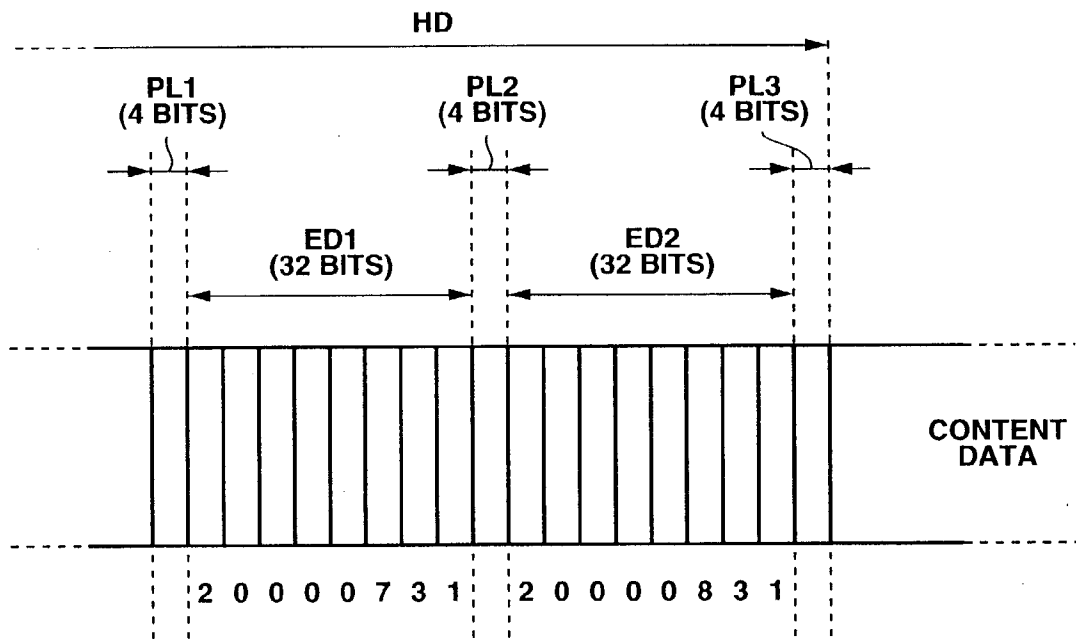 HD
PL1
(4 BITS)
PL2
(4 BITS)
PL3
(4 BITS)
ED1
(32 BITS)
ED2
(32 BITS)
CONTENT
DATA
2 0 0 0 0 7 3 1 2 0 0 0 0 8 3 1